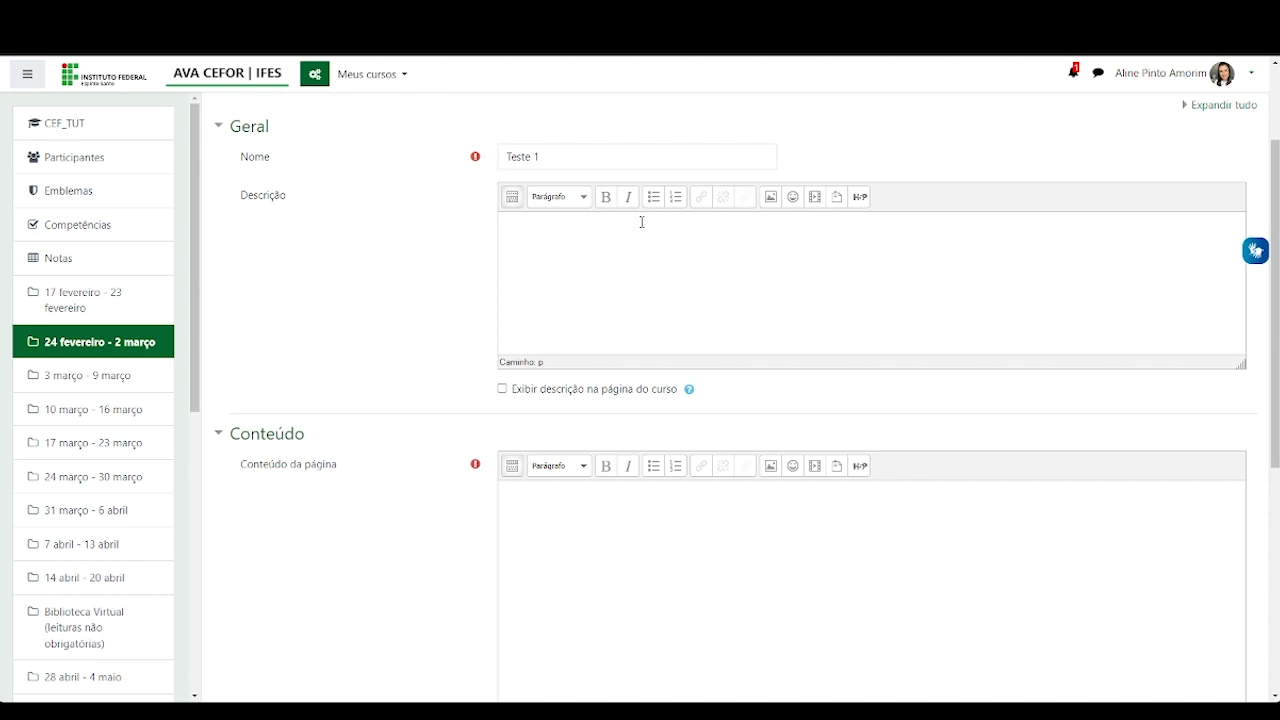 INSTITUTO FEDERAL
Espírito Santo
AVA CEFOR | IFES
Meus cursos
1
Aline Pinto Amorim
Expandir tudo
CEF_TUT
Participantes
Emblemas
Competências
Notas
17 fevereiro - 23
fevereiro
24 fevereiro - 2 março
3 março - 9 março
10 março - 16 março
17 março - 23 março
24 março - 30 março
31 março - 6 abril
7 abril - 13 abril
14 abril - 20 abril
Biblioteca Virtual
(leituras não
obrigatórias)
28 abril - 4 maio
Geral
Nome
Teste 1
Descrição
Parágrafo
B I
H-P
Caminho: p
Exibir descrição na página do curso
Conteúdo
Conteúdo da página
Parágrafo
B I
H-P